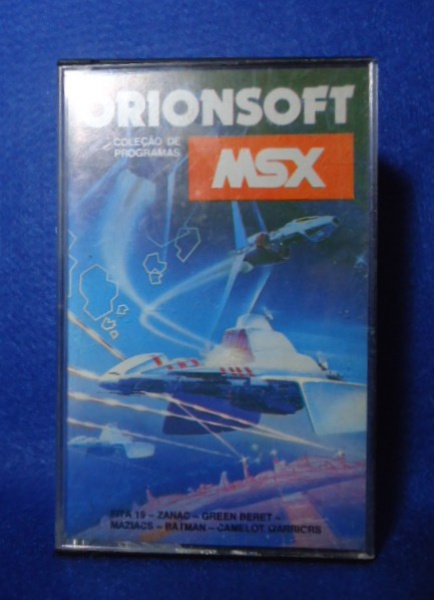 ORIONSOFT
COLEÇÃO DE
PROGRAMAS
MSX
FITA 19 – ZANAC – GREEN BERET –
MAZIACS – BATMAN – CAMELOT WARRIORS